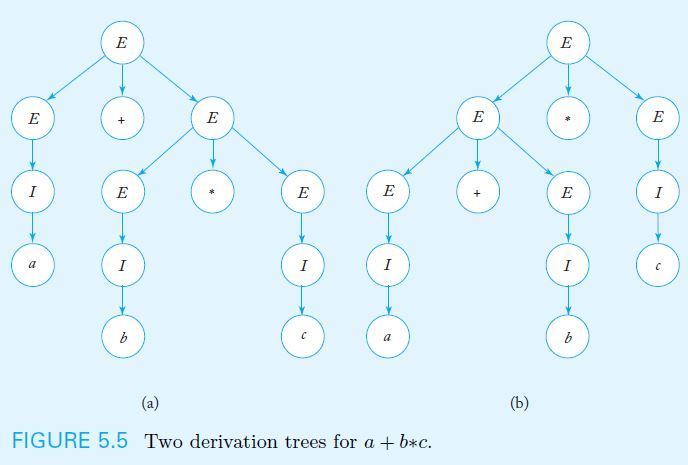 E E
E + E E * E
I E * E E + E I
a I I I I c
b c a b
(a) (b)
FIGURE 5.5 Two derivation trees for a + b*c.